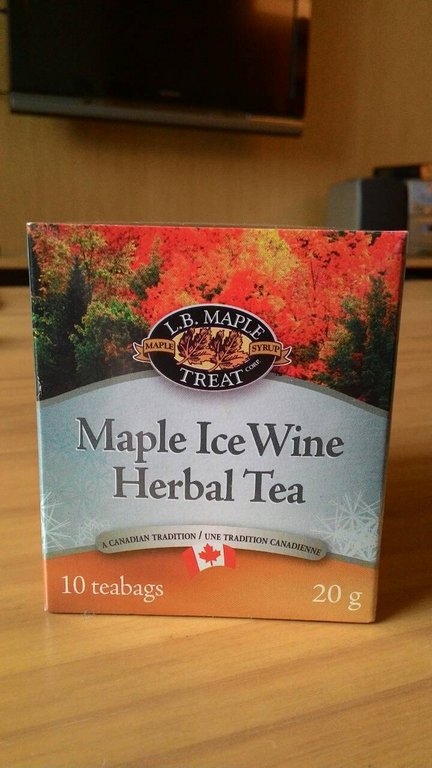 L.B. MAPLE
MAPLE SYRUP
TREAT CORP.
Maple Ice Wine
Herbal Tea
A CANADIAN TRADITION / UNE TRADITION CANADIENNE
10 teabags
20 g